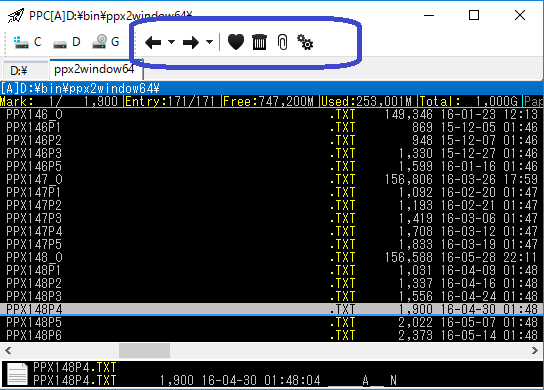 PPC[A]D:¥bin¥ppx2window64¥
C D G
D:¥ ppx2window64
[A]D:¥bin¥ppx2window64¥
Mark: 1/ 1,900|Entry:171/171|Free:747,200M|Used:253,001M|Total: 1,000G|Pap
PPX146_O .TXT 149,346 16-01-23 12:13
PPX146P1 .TXT 869 15-12-05 01:46
PPX146P2 .TXT 948 15-12-07 01:46
PPX146P3 .TXT 1,330 15-12-27 01:46
PPX146P5 .TXT 1,599 16-01-16 01:46
PPX147_O .TXT 156,806 16-03-26 17:59
PPX147P1 .TXT 1,092 16-02-20 01:47
PPX147P2 .TXT 1,193 16-02-21 01:47
PPX147P3 .TXT 1,419 16-03-06 01:47
PPX147P4 .TXT 1,708 16-03-12 01:47
PPX147P5 .TXT 1,833 16-03-19 01:47
PPX148_O .TXT 156,588 16-05-28 22:11
PPX148P1 .TXT 1,031 16-04-09 01:48
PPX148P2 .TXT 1,337 16-04-16 01:48
PPX148P3 .TXT 1,556 16-04-24 01:48
PPX148P4 .TXT 1,900 16-04-30 01:48
PPX148P5 .TXT 2,022 16-05-07 01:48
PPX148P6 .TXT 2,373 16-05-14 01:48
PPX148P4.TXT
PPX148P4.TXT 1,900 16-04-30 01:48:04 ____A__ N